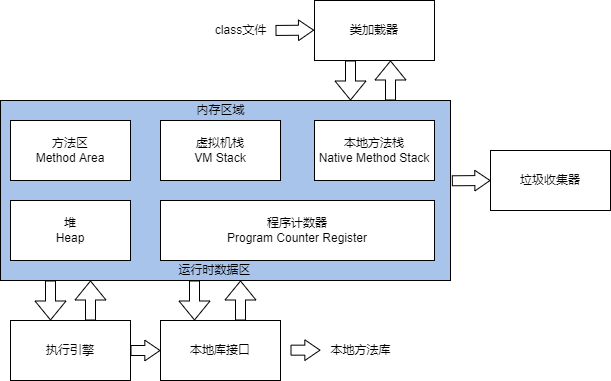 class文件
类加载器
内存区域
方法区
Method Area
虚拟机栈
VM Stack
本地方法栈
Native Method Stack
垃圾收集器
堆
Heap
程序计数器
Program Counter Register
运行时数据区
执行引擎
本地库接口
本地方法库